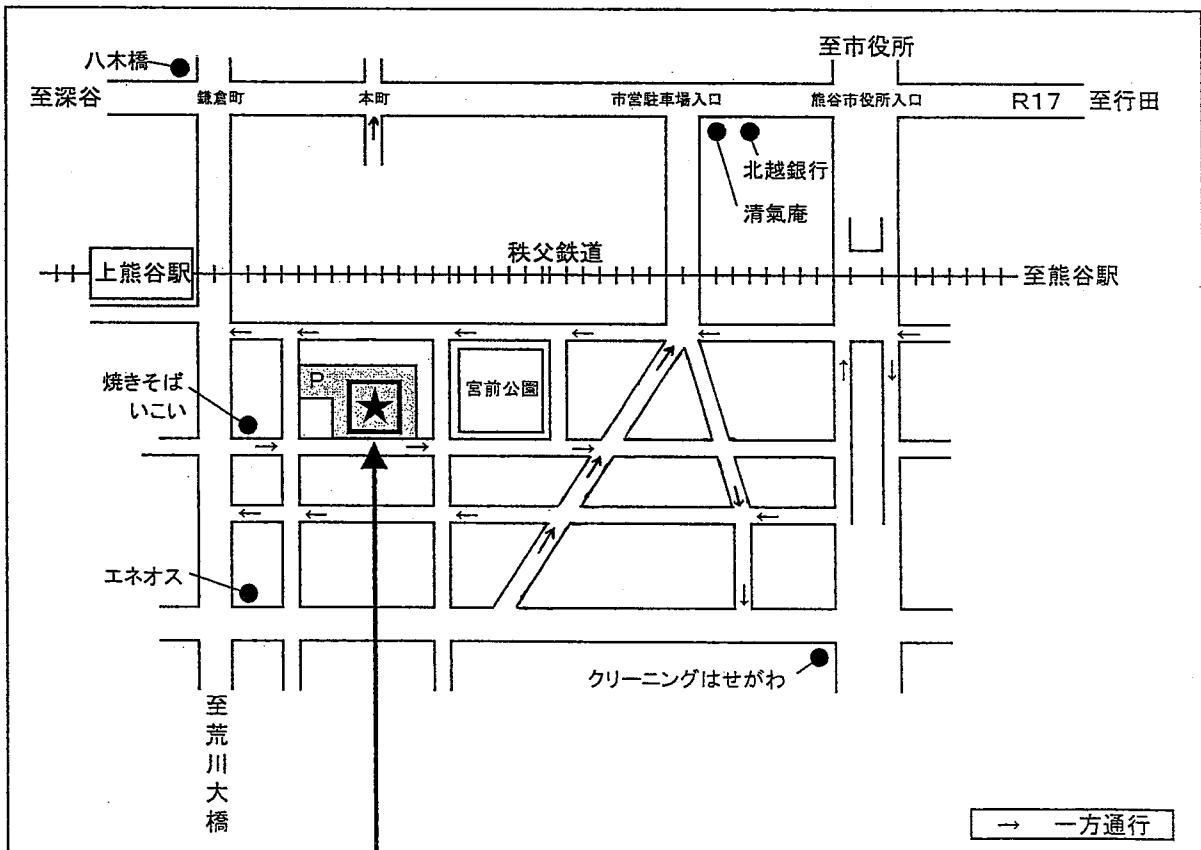 至市役所
八木橋
至深谷
鎌倉町
本町
市営駐車場入口
熊谷市役所入口
R17
至行田
北越銀行
清氣庵
秩父鉄道
上熊谷駅
至熊谷駅
P
宮前公園
焼きそば
いこい
エネオス
クリーニングはせがわ
至荒川大橋
→ 一方通行